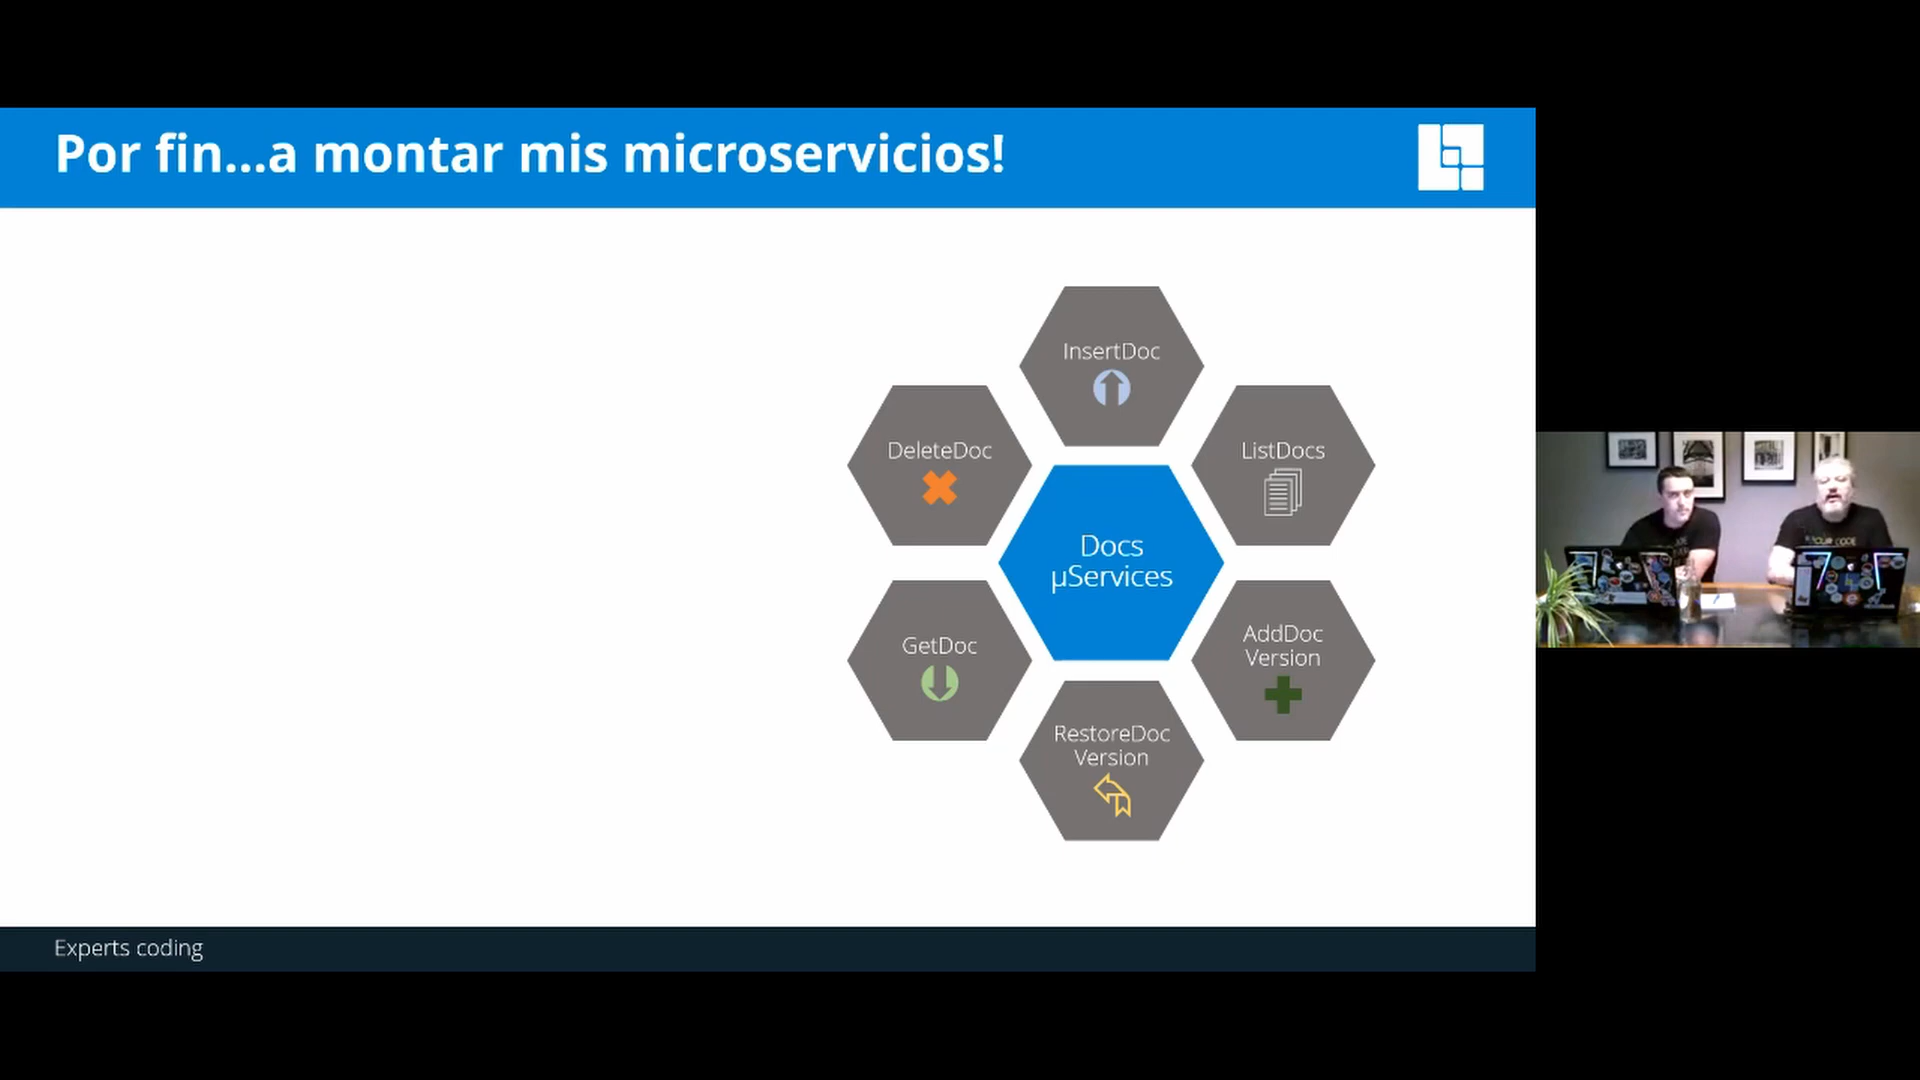 Por fin...a montar mis microservicios!
InsertDoc
DeleteDoc
ListDocs
Docs
µServices
GetDoc
AddDoc
Version
RestoreDoc
Version
Experts coding